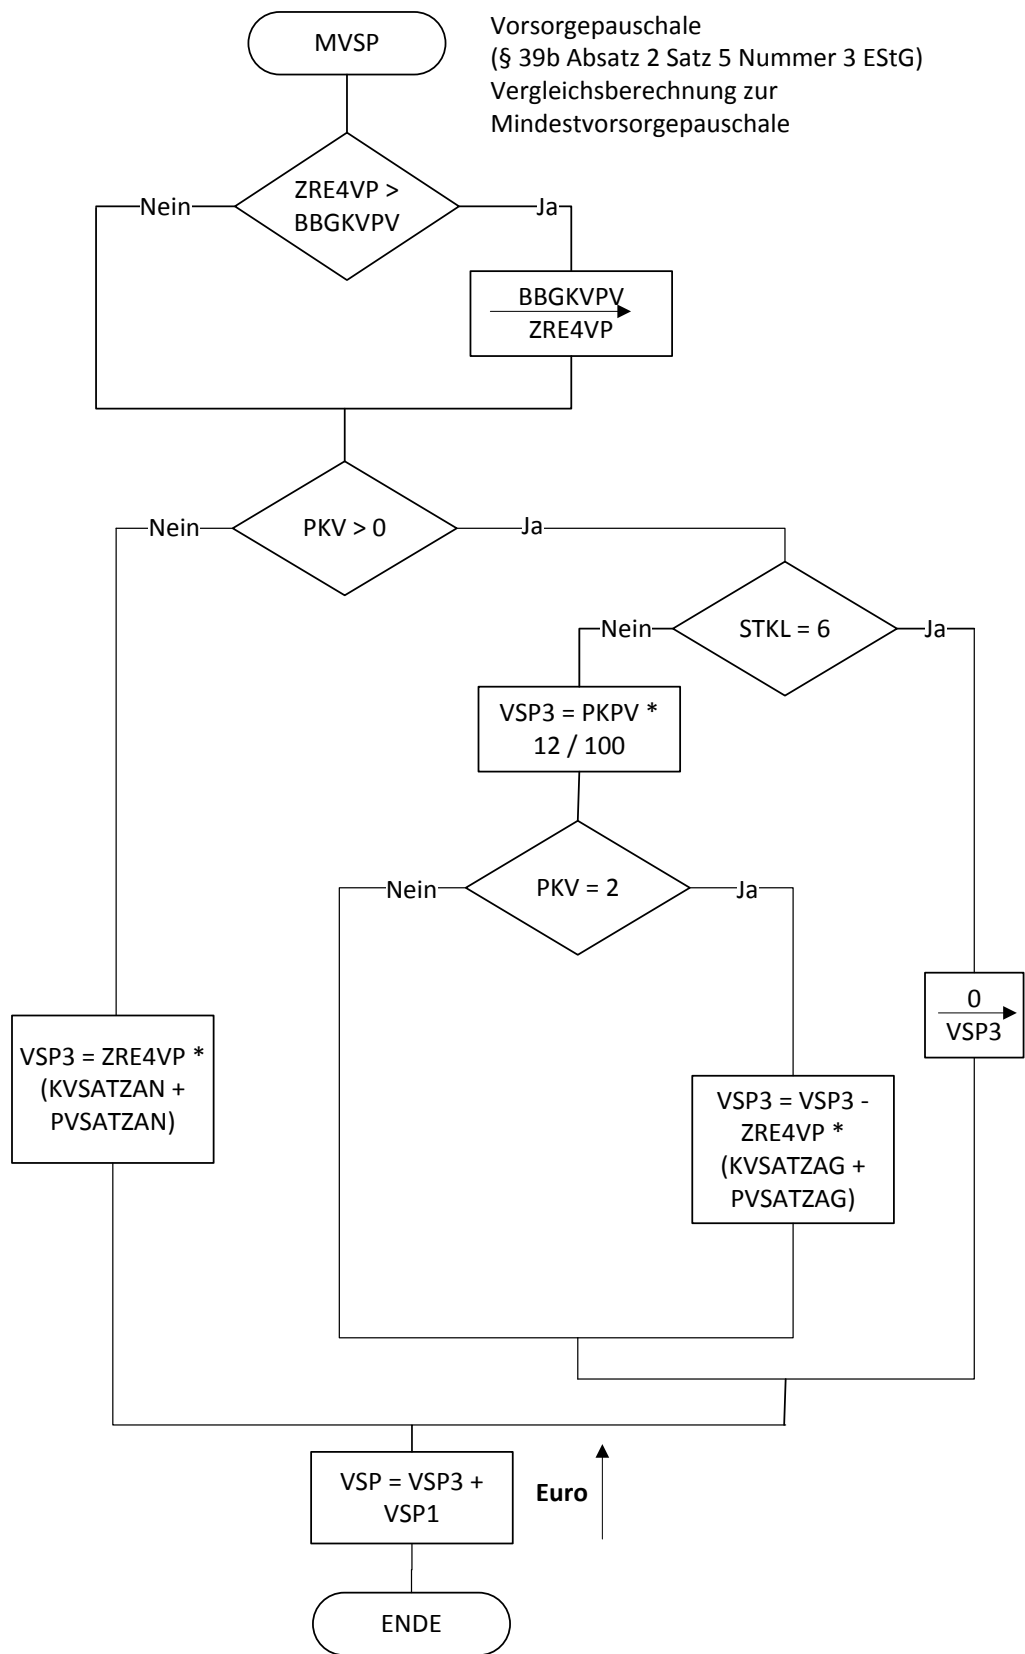 MVSP
Vorsorgepauschale
(§ 39b Absatz 2 Satz 5 Nummer 3 EStG)
Vergleichsberechnung zur
Mindestvorsorgepauschale
ZRE4VP >
BBGKVPV
Nein
Ja
BBGKVPV
ZRE4VP
PKV > 0
Nein
Ja
STKL = 6
Nein
Ja
VSP3 = PKPV *
12 / 100
PKV = 2
Nein
Ja
0
VSP3
VSP3 = ZRE4VP *
(KVSATZAN +
PVSATZAN)
VSP3 = VSP3 -
ZRE4VP *
(KVSATZAG +
PVSATZAG)
VSP = VSP3 +
VSP1
Euro
ENDE